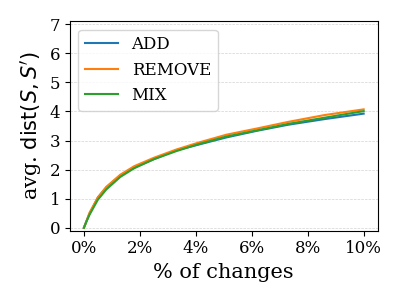 avg. dist(S, S′)
7
6
5
4
3
2
1
0
ADD
REMOVE
MIX
0% 2% 4% 6% 8% 10%
% of changes